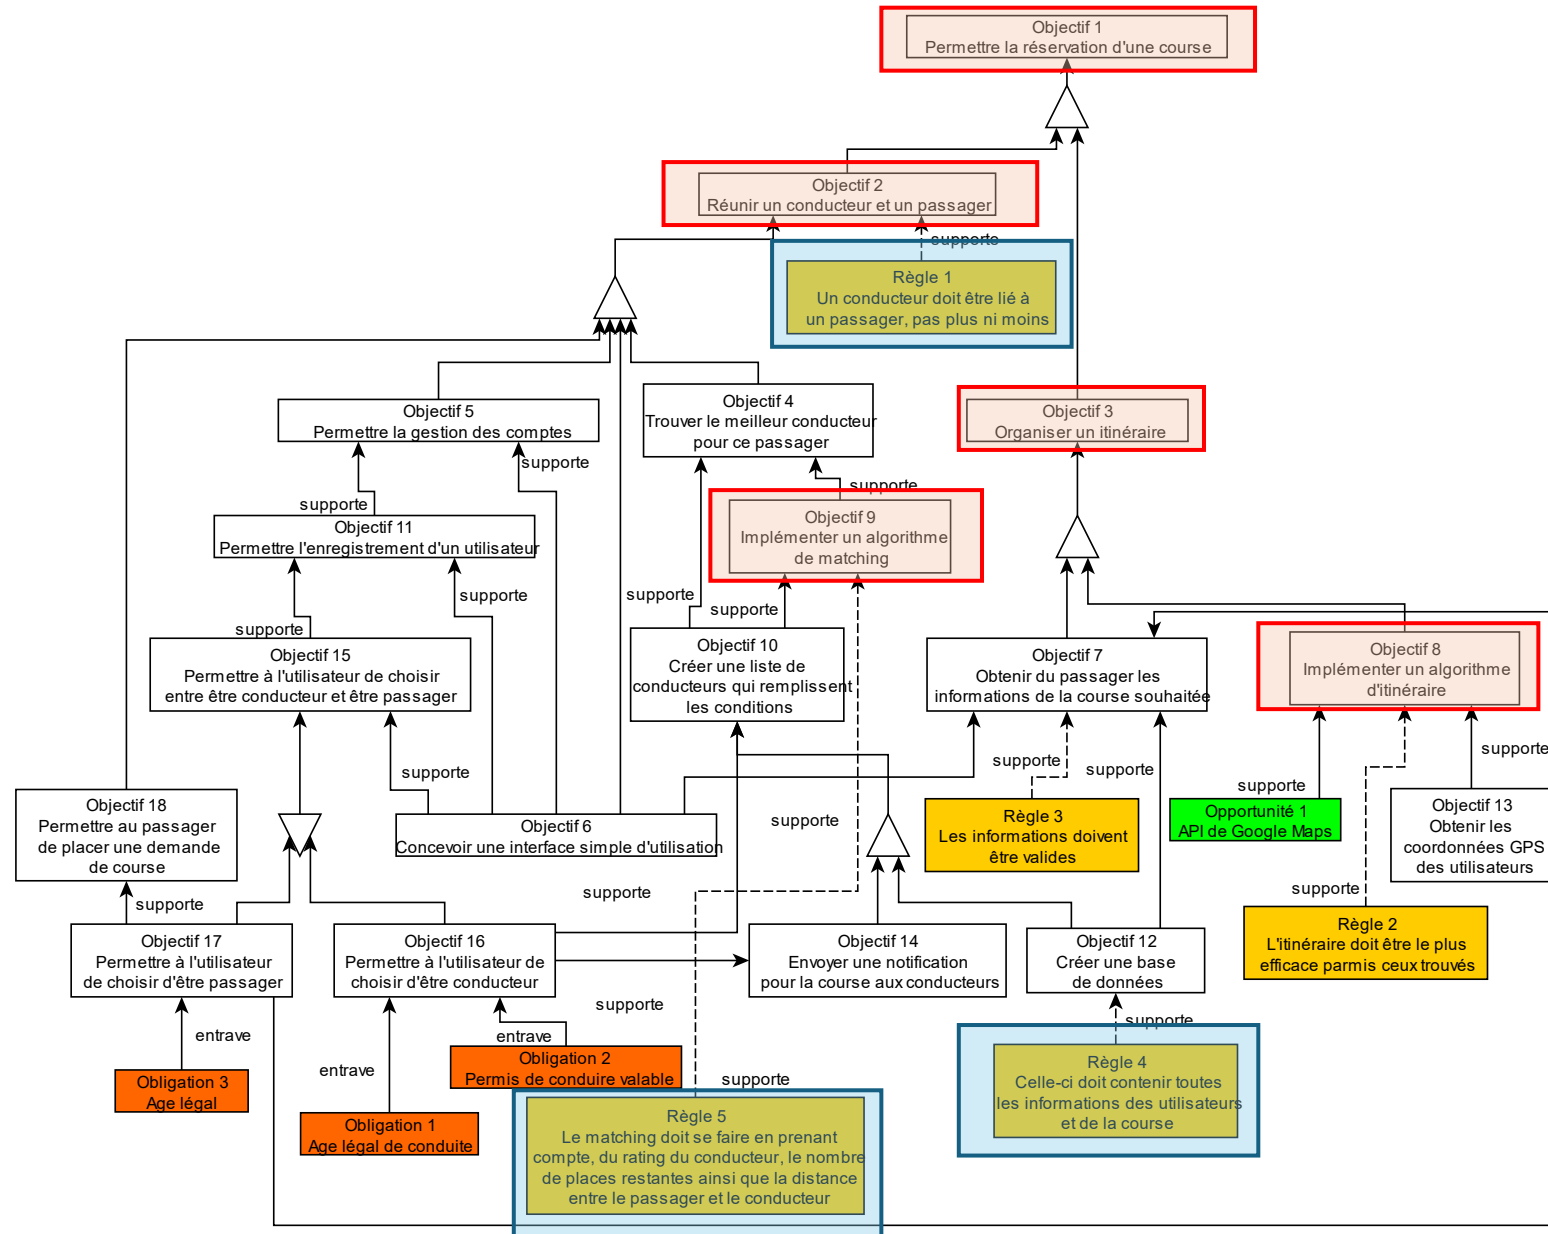 Objectif 1
Permettre la réservation d'une course
Objectif 2
Réunir un conducteur et un passager
supporte
Règle 1
Un conducteur doit être lié à
un passager, pas plus ni moins
Objectif 5
Permettre la gestion des comptes
Objectif 4
Trouver le meilleur conducteur
pour ce passager
Objectif 3
Organiser un itinéraire
supporte
supporte
supporte
Objectif 11
Permettre l'enregistrement d'un utilisateur
Objectif 9
Implémenter un algorithme
de matching
supporte
supporte
supporte
supporte
Objectif 15
Permettre à l'utilisateur de choisir
entre être conducteur et être passager
Objectif 10
Créer une liste de
conducteurs qui remplissent
les conditions
Objectif 7
Obtenir du passager les
informations de la course souhaitée
Objectif 8
Implémenter un algorithme
d'itinéraire
supporte
supporte
supporte
supporte
supporte
Objectif 18
Permettre au passager
de placer une demande
de course
Objectif 6
Concevoir une interface simple d'utilisation
supporte
Règle 3
Les informations doivent
être valides
Opportunité 1
API de Google Maps
Objectif 13
Obtenir les
coordonnées GPS
des utilisateurs
supporte
supporte
supporte
Objectif 17
Permettre à l'utilisateur
de choisir d'être passager
Objectif 16
Permettre à l'utilisateur de
choisir d'être conducteur
Objectif 14
Envoyer une notification
pour la course aux conducteurs
Objectif 12
Créer une base
de données
Règle 2
L'itinéraire doit être le plus
efficace parmis ceux trouvés
supporte
supporte
entrave
entrave
entrave
Obligation 3
Age légal
Obligation 2
Permis de conduire valable
Obligation 1
Age légal de conduite
supporte
Règle 5
Le matching doit se faire en prenant
compte, du rating du conducteur, le nombre
de places restantes ainsi que la distance
entre le passager et le conducteur
Règle 4
Celle-ci doit contenir toutes
les informations des utilisateurs
et de la course